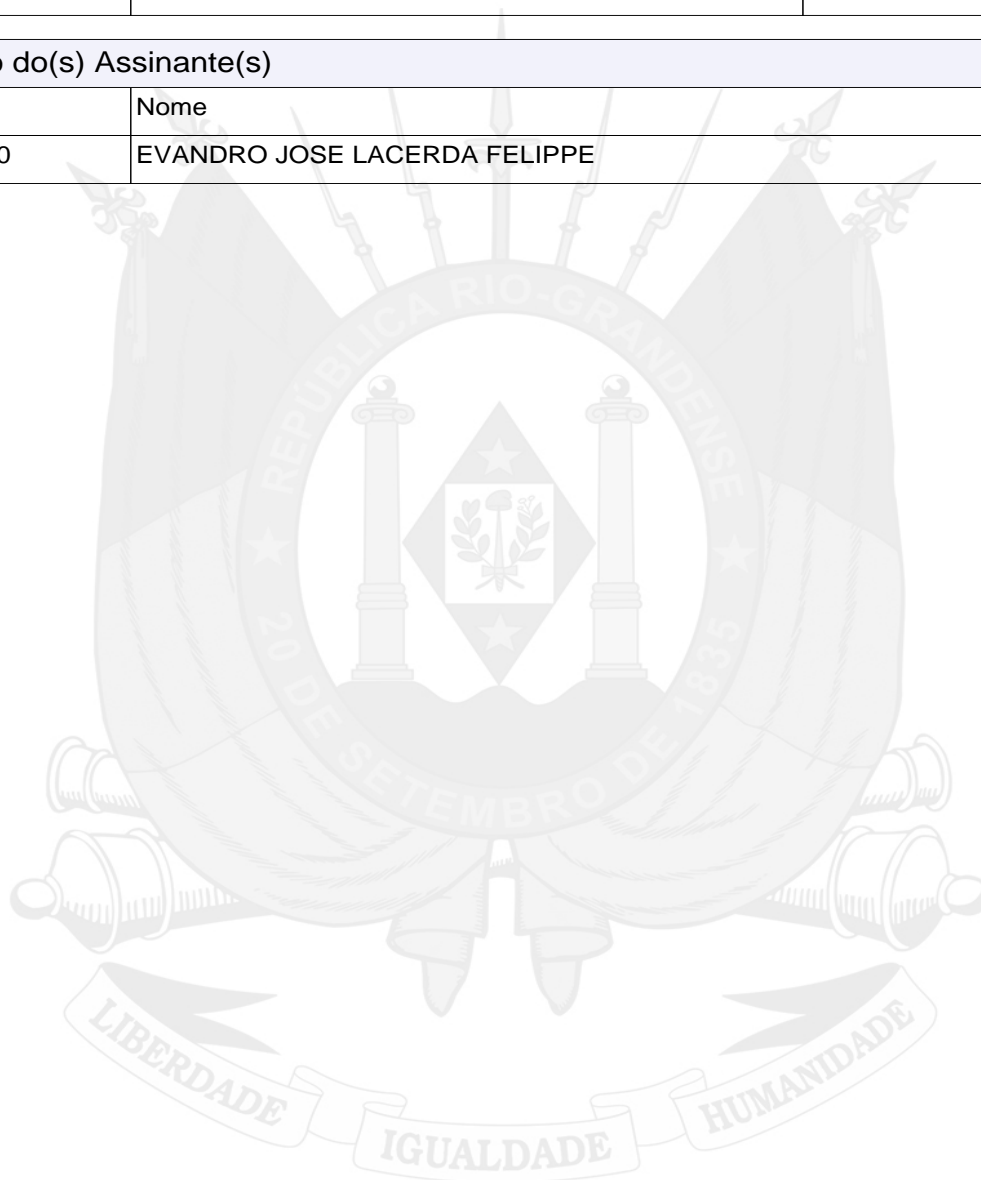 o do(s) Assinante(s)
Nome
0 EVANDRO JOSE LACERDA FELIPPE
REPÚBLICA RIO-GRANDENSE
★ 20 DE SETEMBRO DE 1835 ★
LIBERDADE IGUALDADE HUMANIDADE